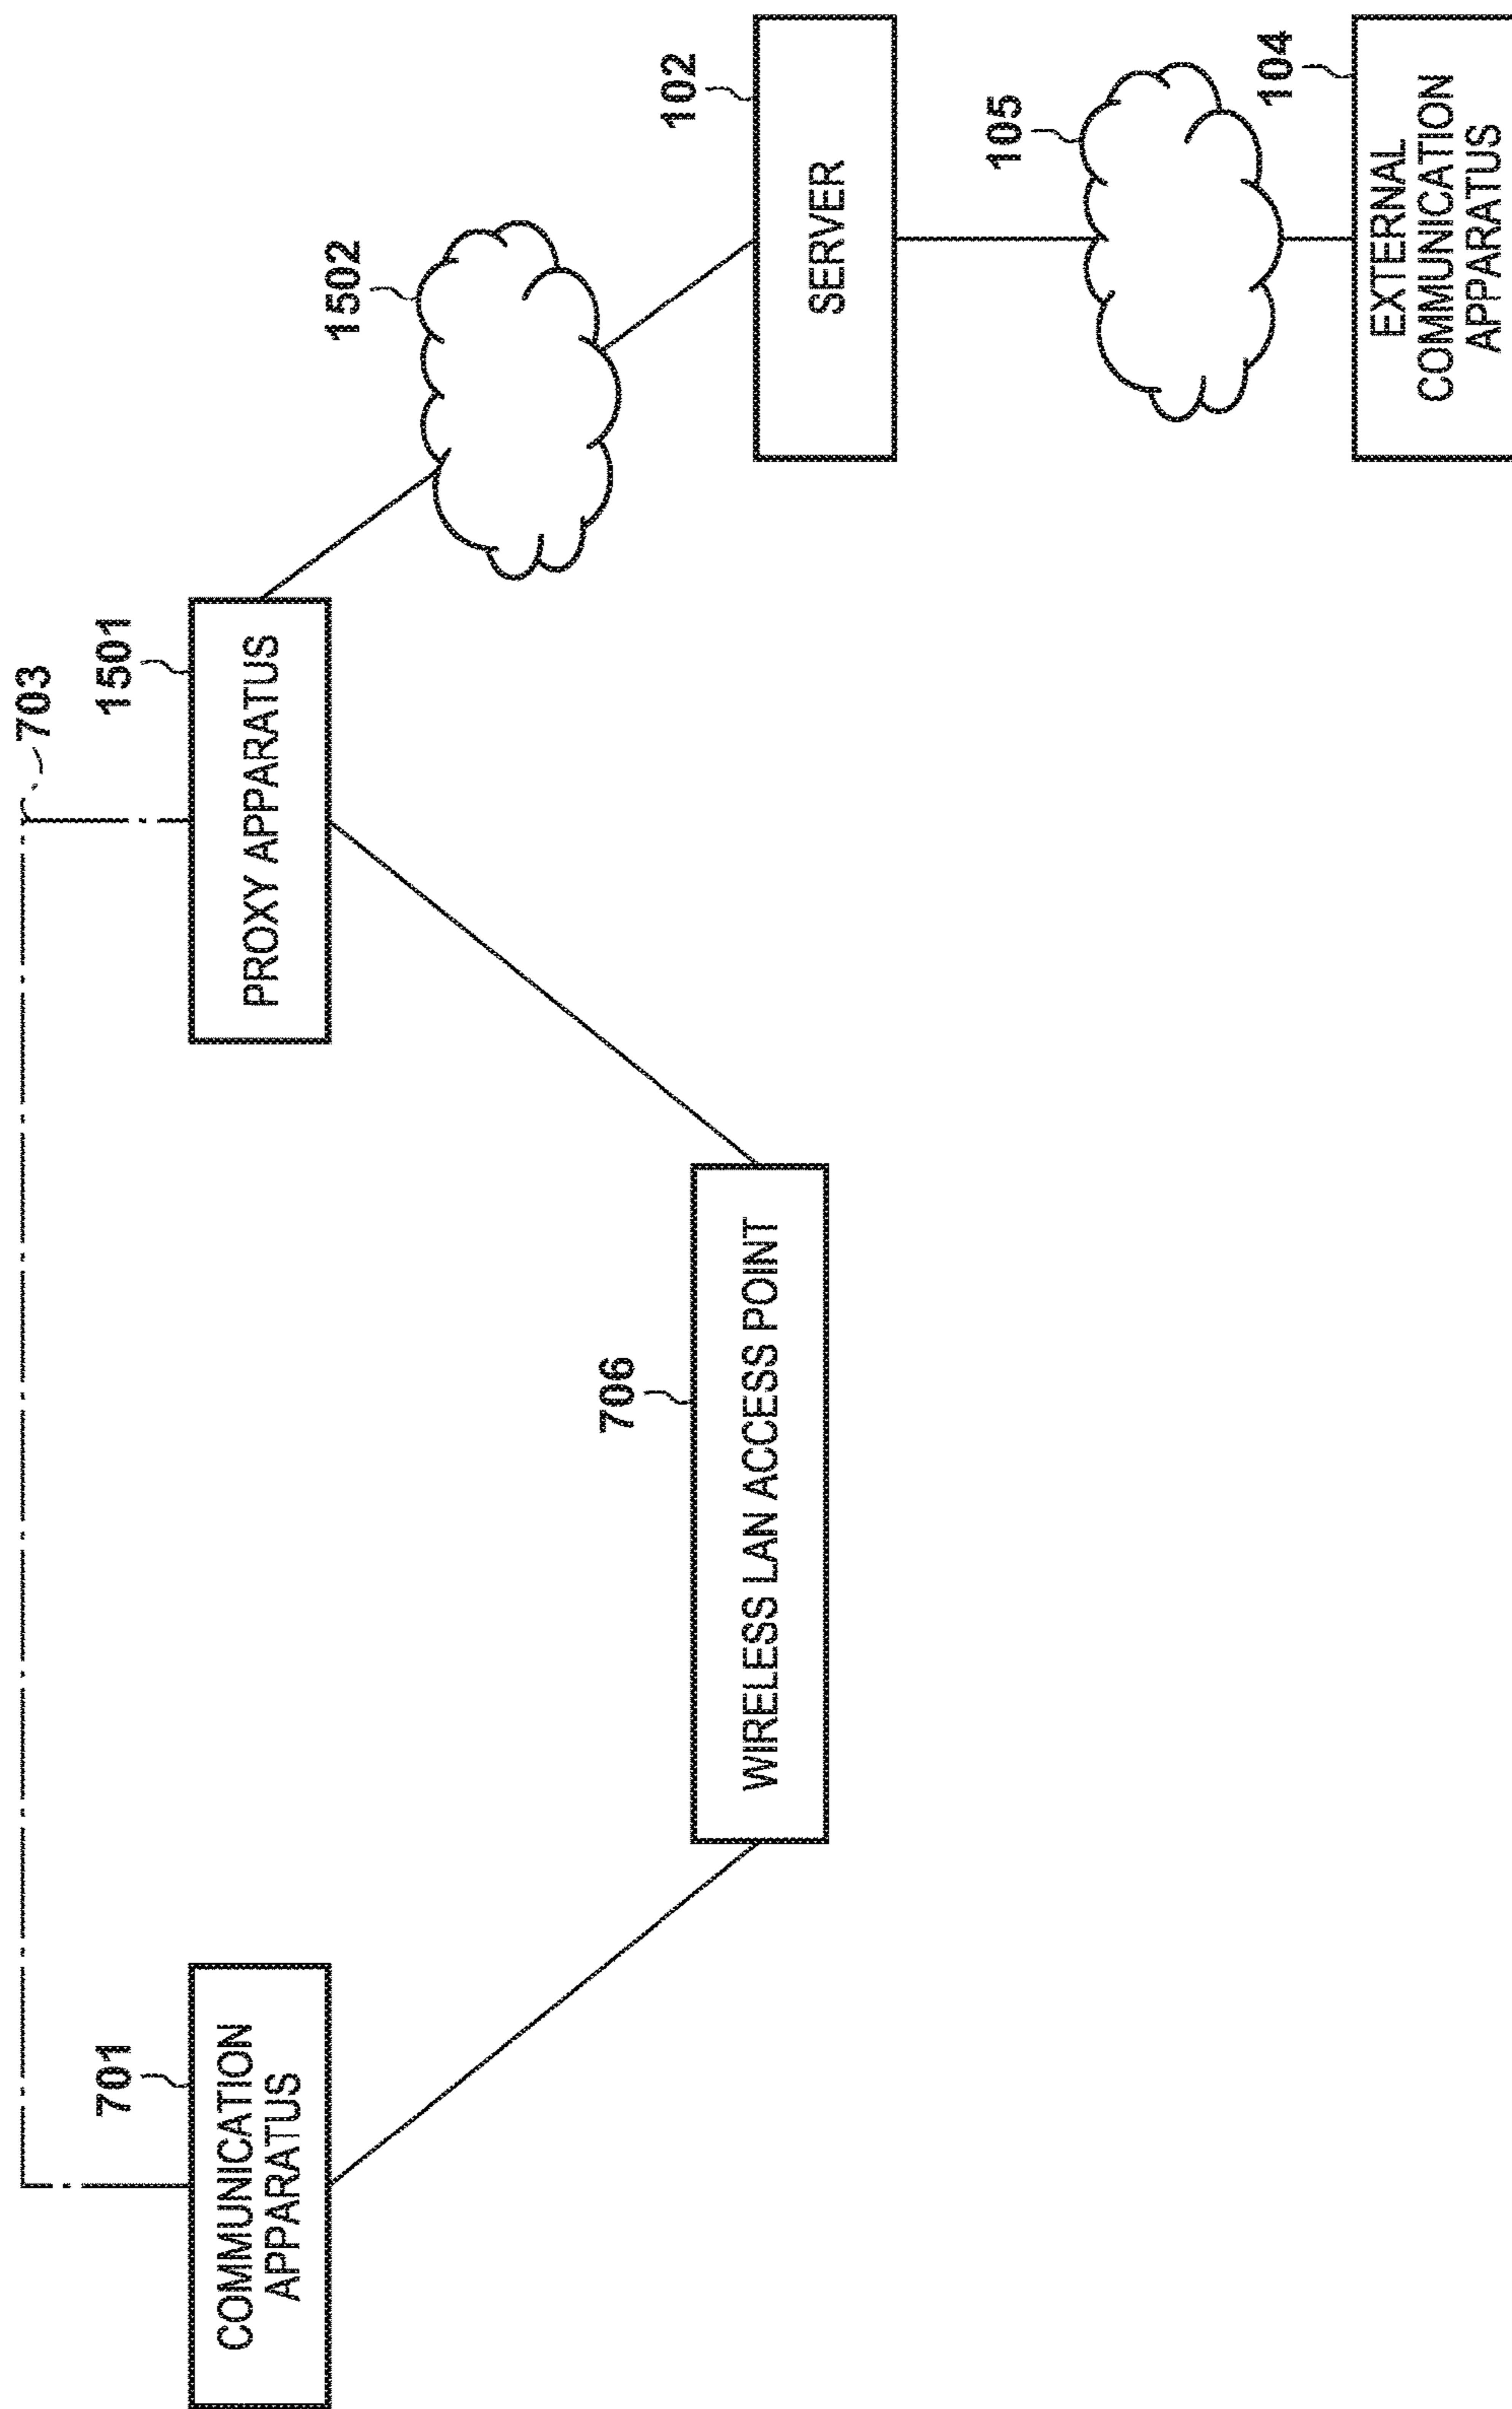 703
701
COMMUNICATION
APPARATUS
1501
PROXY APPARATUS
1502
706
WIRELESS LAN ACCESS POINT
102
SERVER
105
104
EXTERNAL
COMMUNICATION
APPARATUS